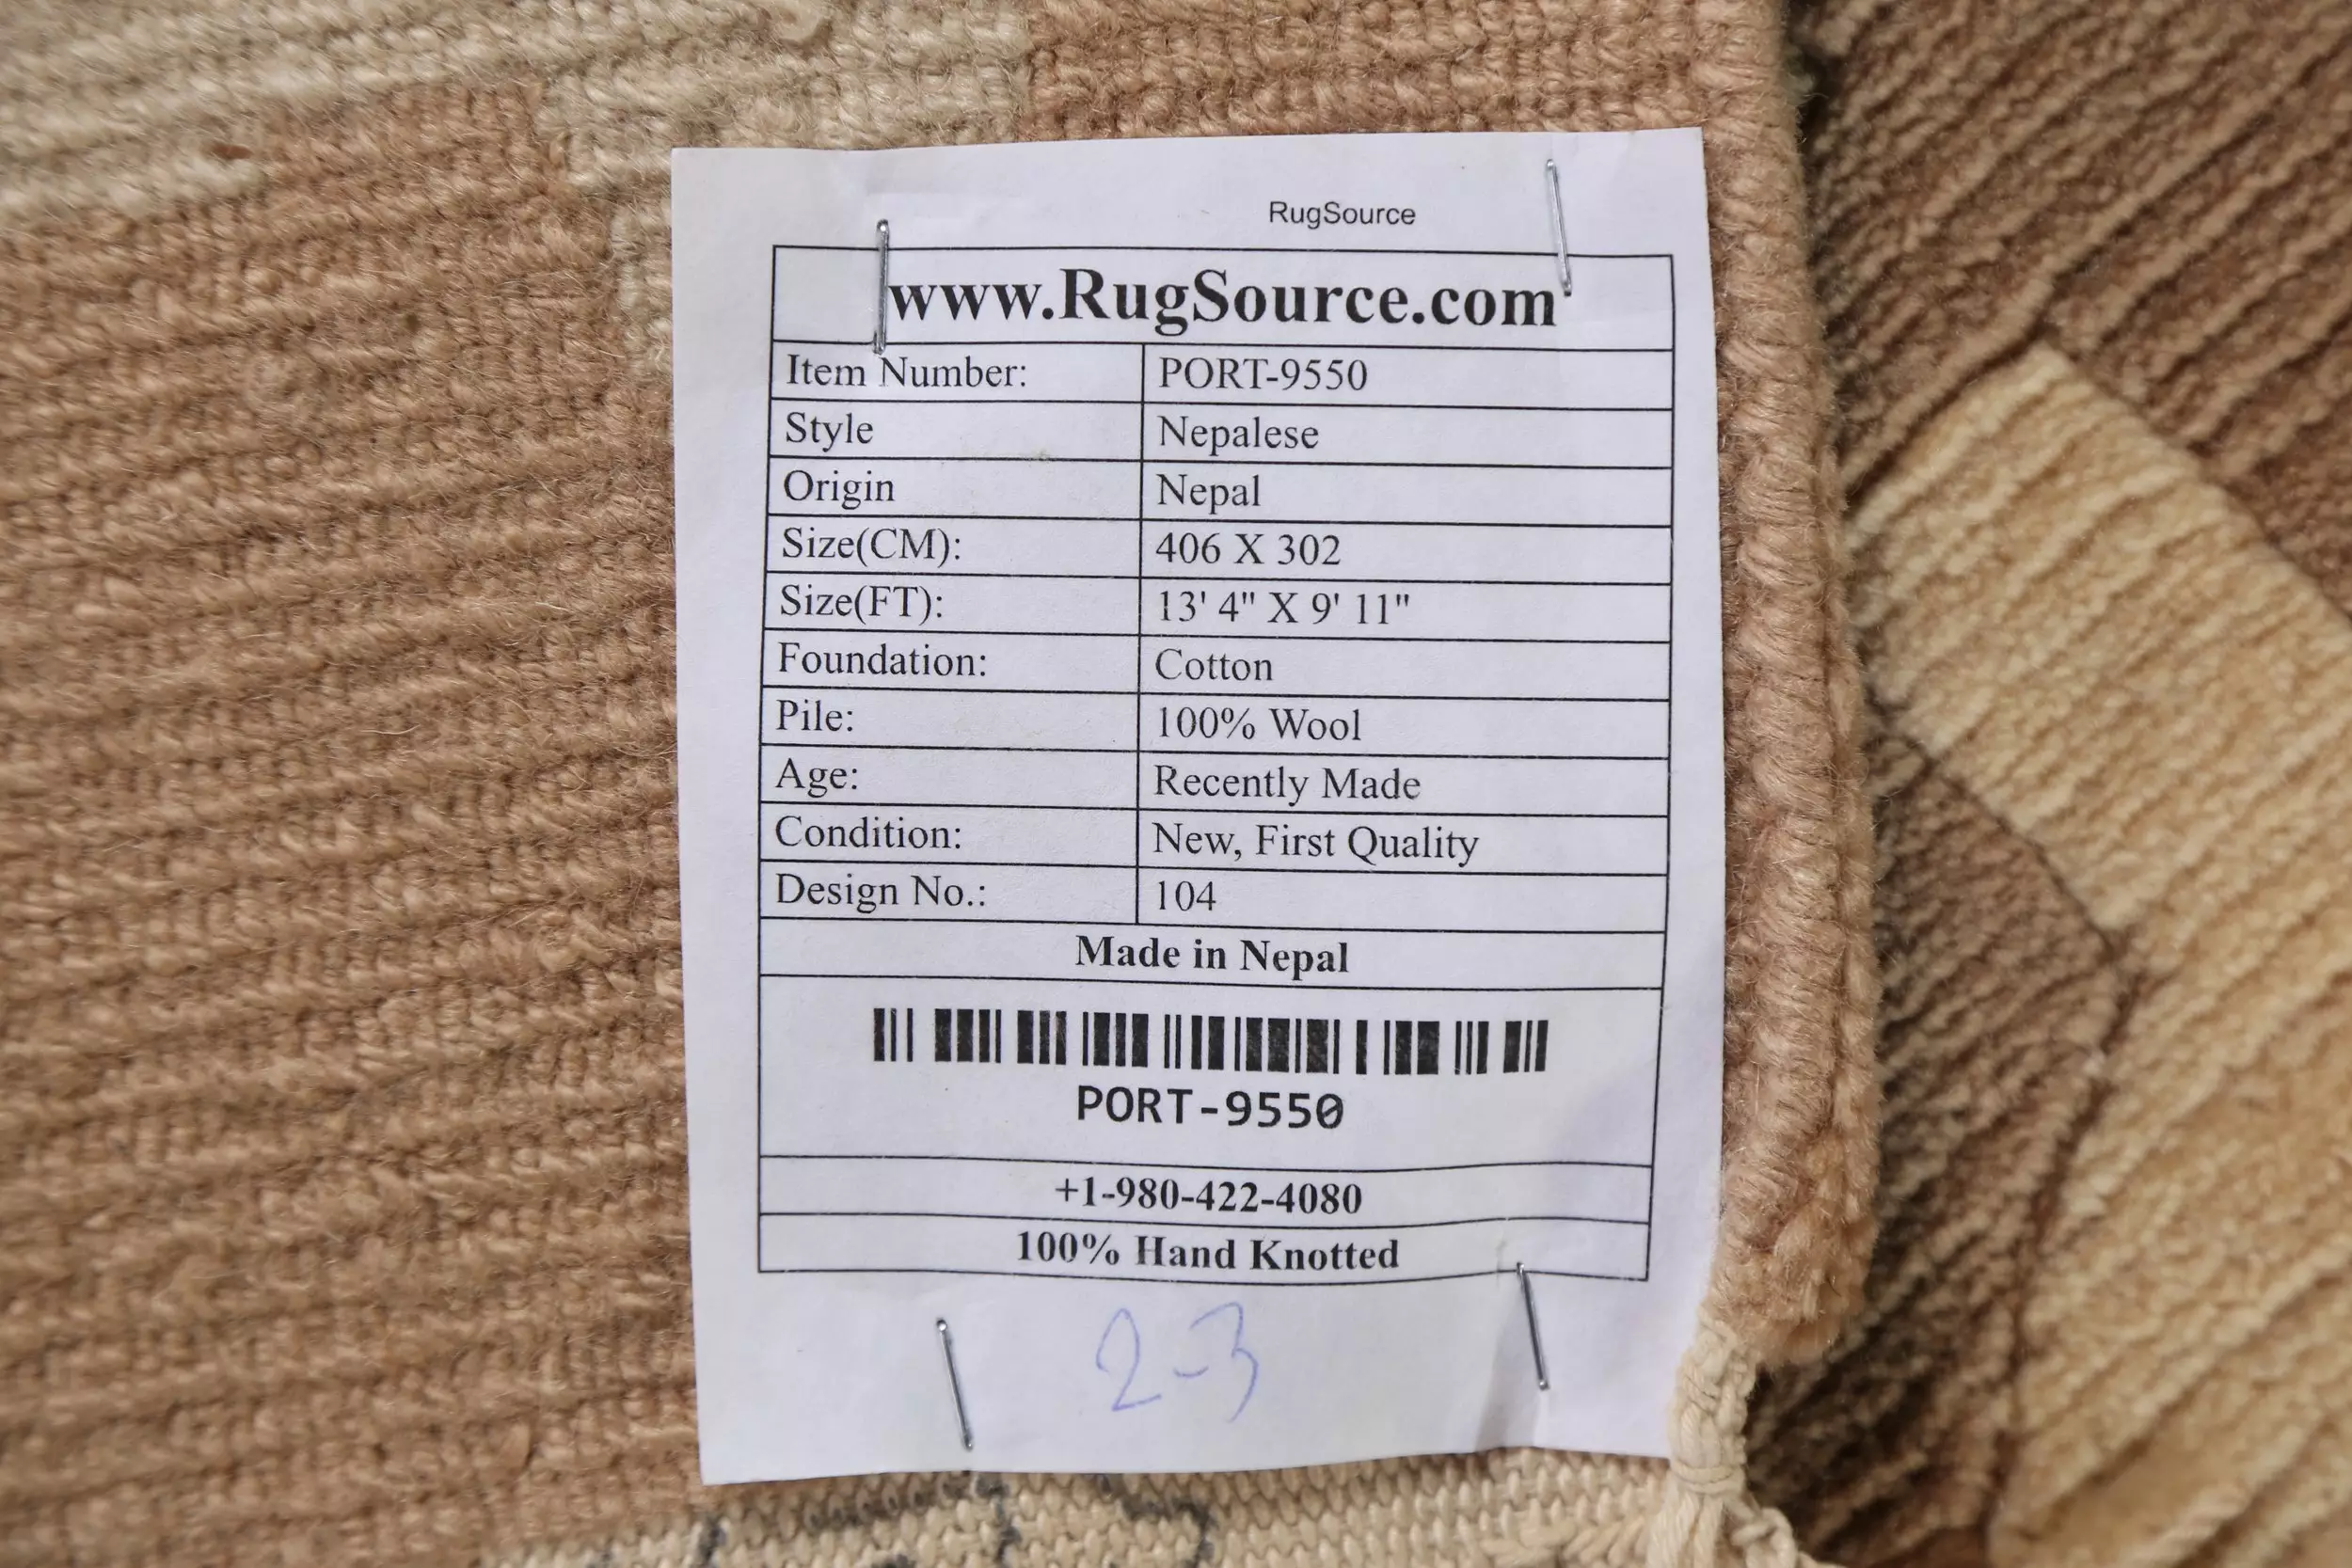 RugSource
www.RugSource.com
Item Number: PORT-9550
Style Nepalese
Origin Nepal
Size(CM): 406 X 302
Size(FT): 13' 4" X 9' 11"
Foundation: Cotton
Pile: 100% Wool
Age: Recently Made
Condition: New, First Quality
Design No.: 104
Made in Nepal
PORT-9550
+1-980-422-4080
100% Hand Knotted
2-3